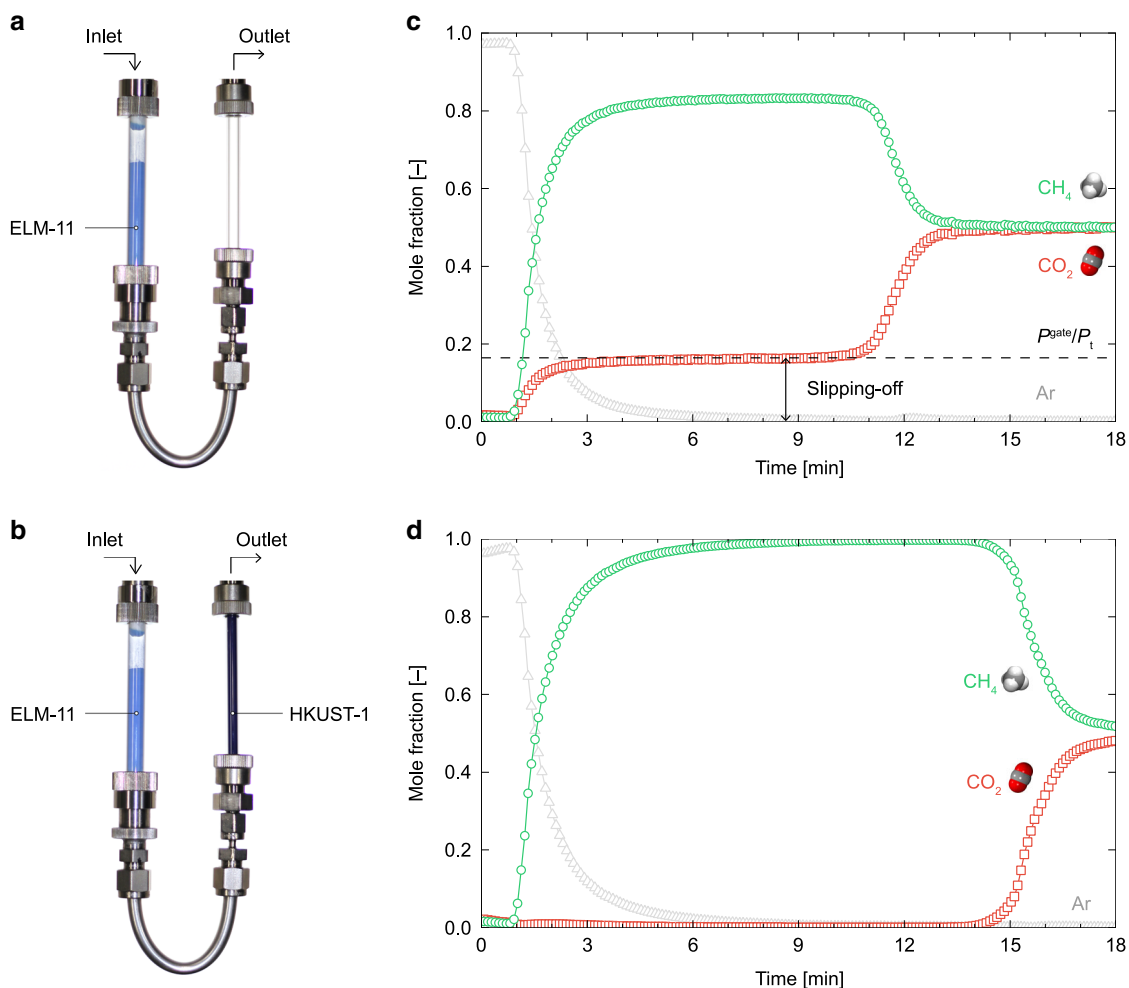 a
Inlet
Outlet
ELM-11
c
1.0
0.8
0.6
0.4
0.2
0.0
Mole fraction [–]
CH₄
CO₂
Pᵍᵃᵗᵉ/Pₜ
Slipping-off
Ar
0
3
6
9
12
15
18
Time [min]
b
Inlet
Outlet
ELM-11
HKUST-1
d
1.0
0.8
0.6
0.4
0.2
0.0
Mole fraction [–]
CH₄
CO₂
Ar
0
3
6
9
12
15
18
Time [min]